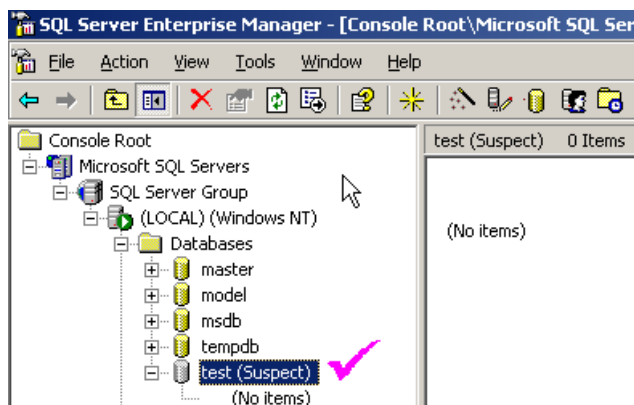 SQL Server Enterprise Manager - [Console Root\Microsoft SQL Ser
File Action View Tools Window Help
Console Root
test (Suspect) 0 Items
Microsoft SQL Servers
SQL Server Group
(LOCAL) (Windows NT)
(No items)
Databases
master
model
msdb
tempdb
test (Suspect)
(No items)